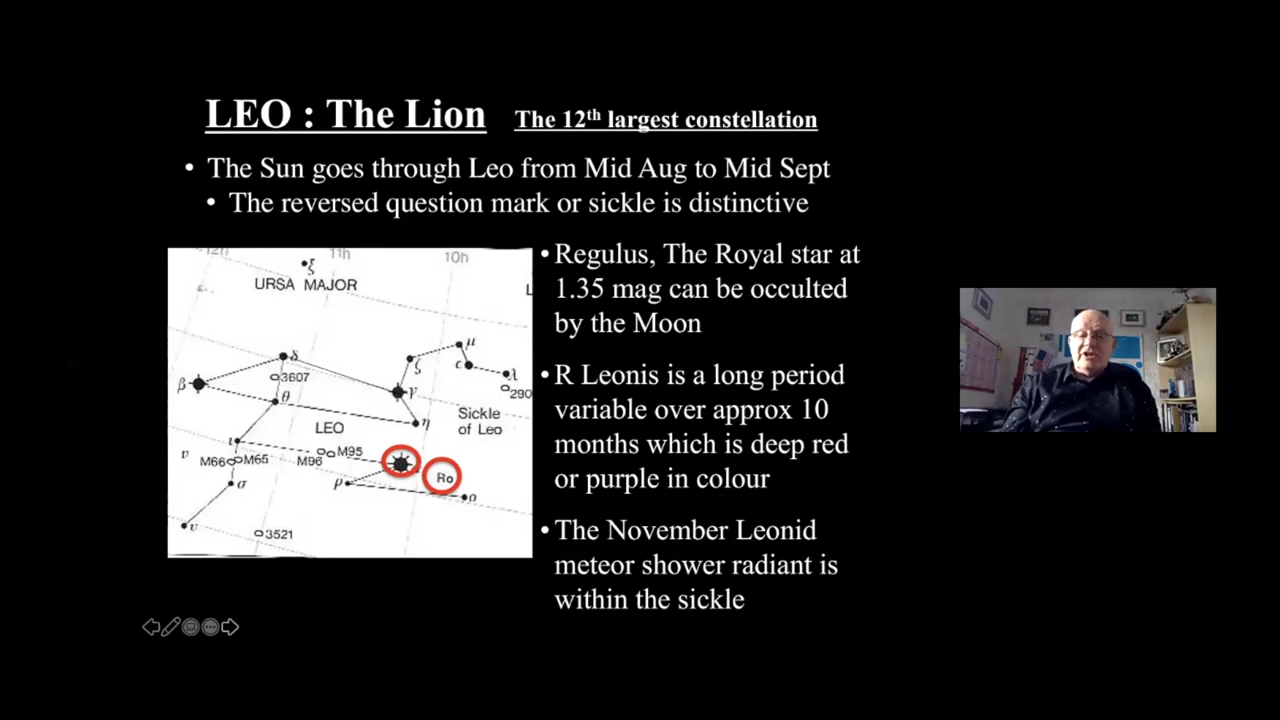 LEO : The Lion The 12th largest constellation
• The Sun goes through Leo from Mid Aug to Mid Sept
• The reversed question mark or sickle is distinctive
• Regulus, The Royal star at
1.35 mag can be occulted
by the Moon
• R Leonis is a long period
variable over approx 10
months which is deep red
or purple in colour
• The November Leonid
meteor shower radiant is
within the sickle
12h 11h 10h
ξ
URSA MAJOR
L
δ
μ
ζ
ε
λ
β
3607
γ
290
θ
Sickle
of Leo
η
LEO
ι
M95
υ
M66 M65
M96
R
ρ
σ
ο
υ
3521